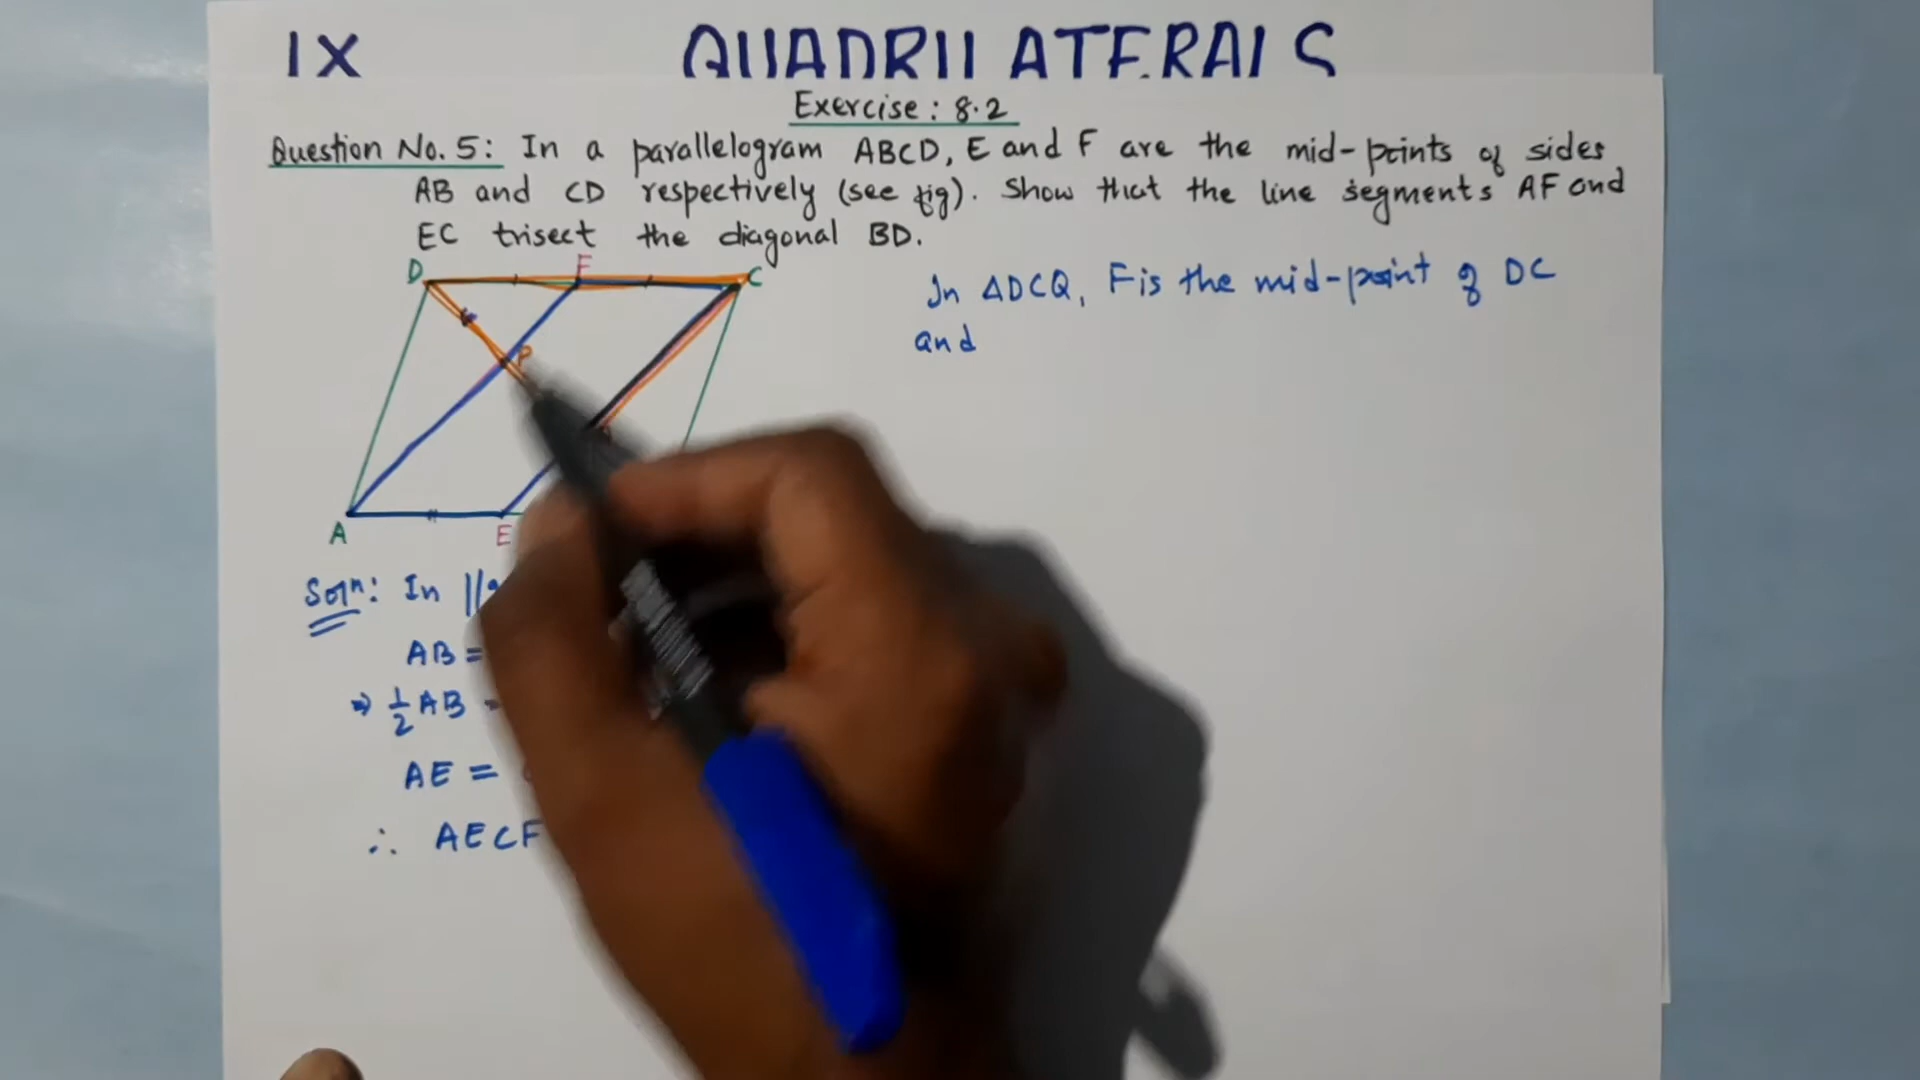 IX QUADRILATERALS
Exercise: 8.2
Question No. 5: In a parallelogram ABCD, E and F are the mid-points of sides
AB and CD respectively (see fig). Show that the line segments AF and
EC trisect the diagonal BD.
D F C
In ΔDCQ, F is the mid-point of DC
and
P
A E
Soln: In ||
AB =
⇒ 1/2 AB =
AE =
∴ AECF